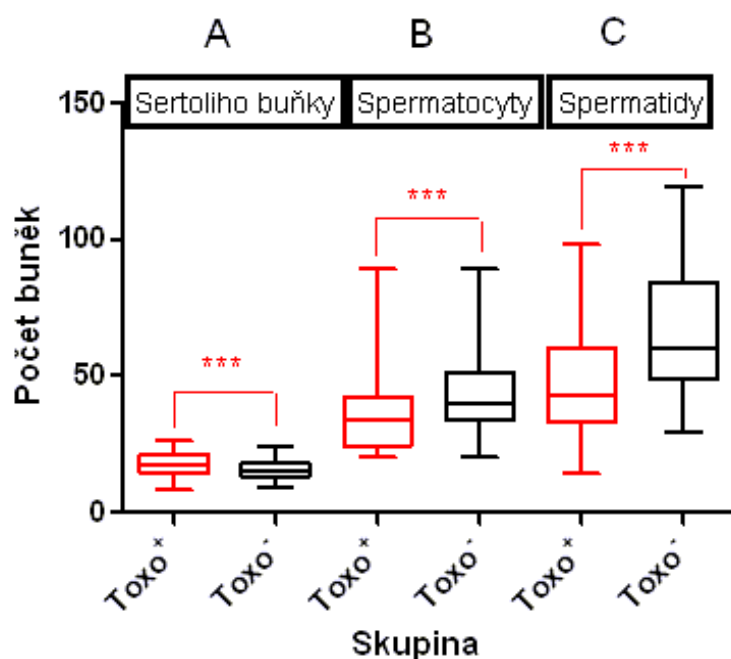 A B C
Sertoliho buňky Spermatocyty Spermatidy
150
***
***
100
Počet buněk
50
***
0
Toxo⁺ Toxo⁻ Toxo⁺ Toxo⁻ Toxo⁺ Toxo⁻
Skupina